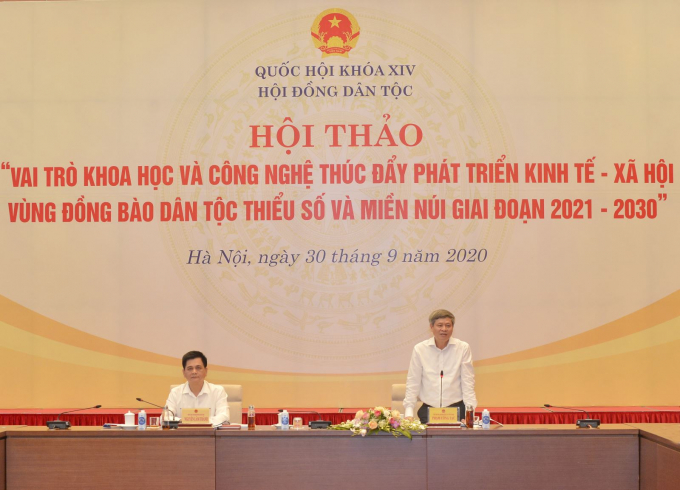 QUỐC HỘI KHÓA XIV
HỘI ĐỒNG DÂN TỘC
HỘI THẢO
“VAI TRÒ KHOA HỌC VÀ CÔNG NGHỆ THÚC ĐẨY PHÁT TRIỂN KINH TẾ - XÃ HỘI
VÙNG ĐỒNG BÀO DÂN TỘC THIỂU SỐ VÀ MIỀN NÚI GIAI ĐOẠN 2021 - 2030”
Hà Nội, ngày 30 tháng 9 năm 2020